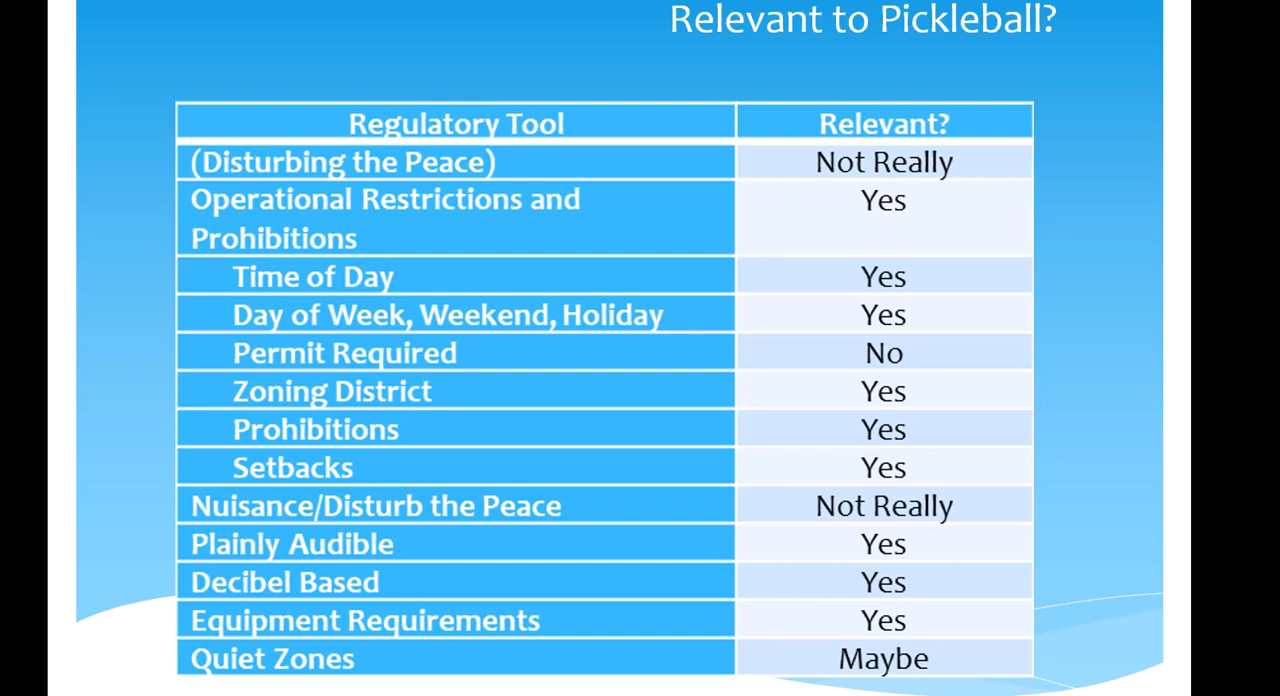 Relevant to Pickleball?
Regulatory Tool Relevant?
(Disturbing the Peace) Not Really
Operational Restrictions and Yes
Prohibitions
Time of Day Yes
Day of Week, Weekend, Holiday Yes
Permit Required No
Zoning District Yes
Prohibitions Yes
Setbacks Yes
Nuisance/Disturb the Peace Not Really
Plainly Audible Yes
Decibel Based Yes
Equipment Requirements Yes
Quiet Zones Maybe